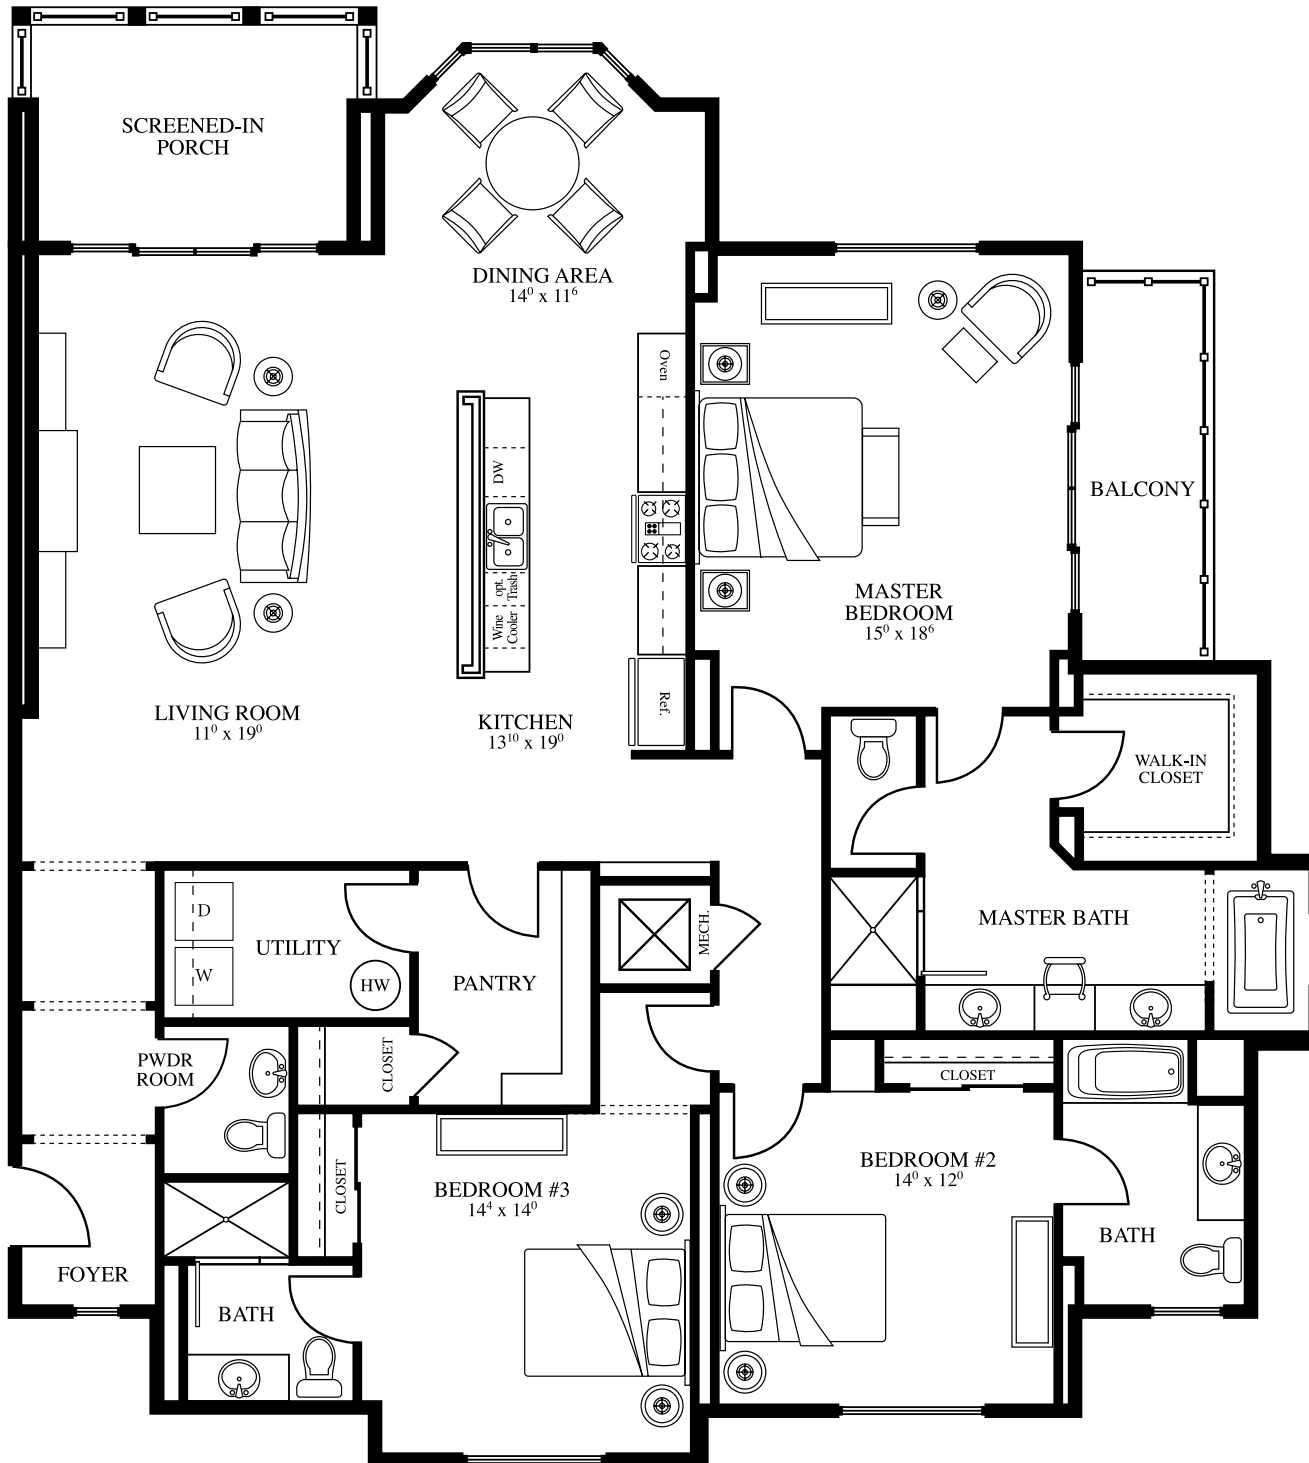 SCREENED-IN
PORCH
DINING AREA
14⁰ x 11⁶
Oven
DW
opt.
Trash
Wine
Cooler
Ref.
BALCONY
MASTER
BEDROOM
15⁰ x 18⁶
LIVING ROOM
11⁰ x 19⁰
KITCHEN
13¹⁰ x 19⁰
WALK-IN
CLOSET
D
W
UTILITY
HW
PANTRY
MECH.
MASTER BATH
PWDR
ROOM
CLOSET
CLOSET
CLOSET
BEDROOM #3
14⁴ x 14⁰
BEDROOM #2
14⁰ x 12⁰
BATH
FOYER
BATH